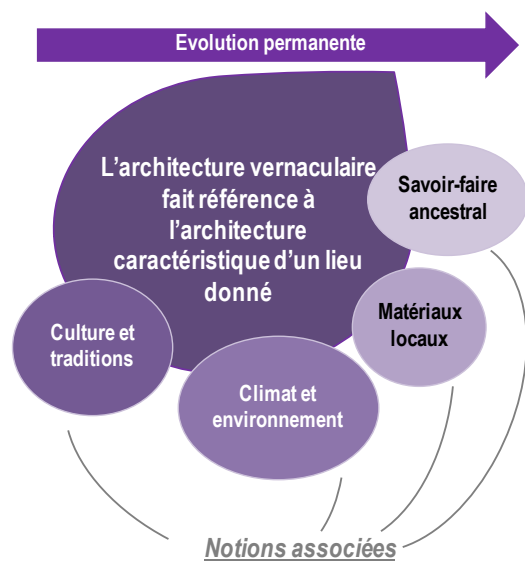 Evolution permanente
L'architecture vernaculaire
fait référence à
l'architecture
caractéristique d'un lieu
donné
Savoir-faire
ancestral
Matériaux
locaux
Culture et
traditions
Climat et
environnement
Notions associées